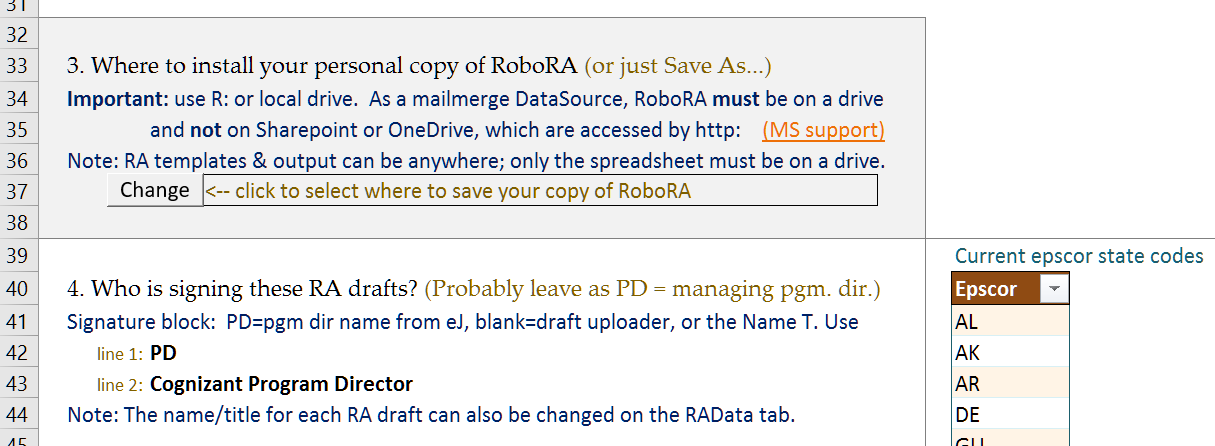 31
32
33 3. Where to install your personal copy of RoboRA (or just Save As...)
34 Important: use R: or local drive. As a mailmerge DataSource, RoboRA must be on a drive
35 and not on Sharepoint or OneDrive, which are accessed by http: (MS support)
36 Note: RA templates & output can be anywhere; only the spreadsheet must be on a drive.
37 Change <-- click to select where to save your copy of RoboRA
38
39 Current epscor state codes
40 4. Who is signing these RA drafts? (Probably leave as PD = managing pgm. dir.) Epscor
41 Signature block: PD=pgm dir name from eJ, blank=draft uploader, or the Name T. Use AL
42 line 1: PD AK
43 line 2: Cognizant Program Director AR
44 Note: The name/title for each RA draft can also be changed on the RAData tab. DE
45 GU